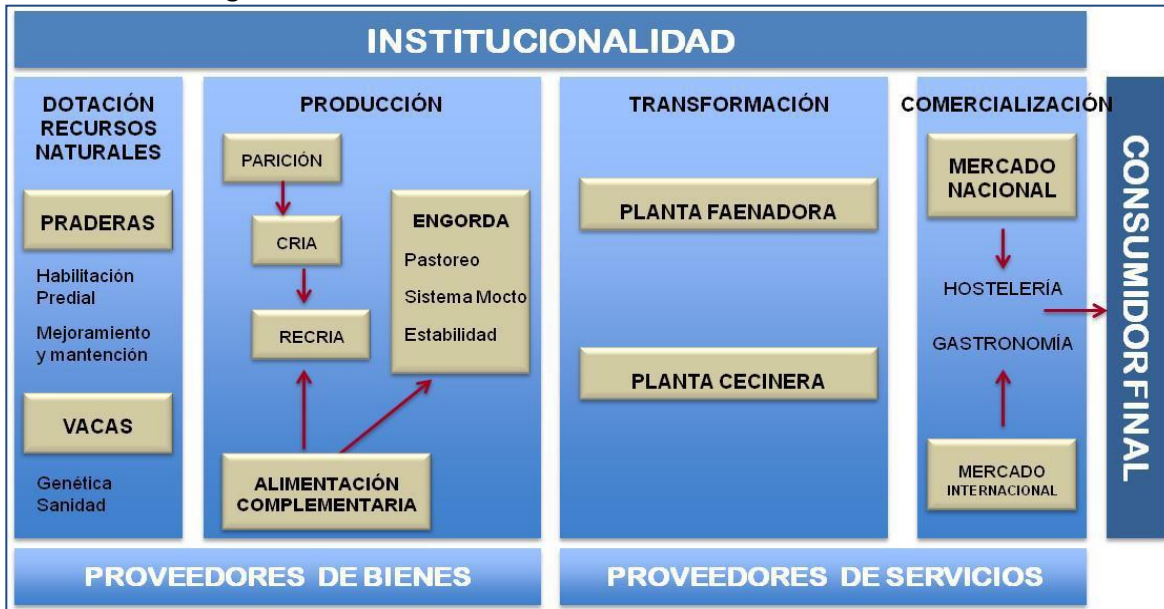 INSTITUCIONALIDAD
DOTACIÓN
RECURSOS
NATURALES
PRADERAS
Habilitación
Predial
Mejoramiento
y mantención
VACAS
Genética
Sanidad
PRODUCCIÓN
PARICIÓN
CRIA
RECRIA
ENGORDA
Pastoreo
Sistema Mocto
Estabilidad
ALIMENTACIÓN
COMPLEMENTARIA
TRANSFORMACIÓN
PLANTA FAENADORA
PLANTA CECINERA
COMERCIALIZACIÓN
MERCADO
NACIONAL
HOSTELERÍA
GASTRONOMÍA
MERCADO
INTERNACIONAL
CONSUMIDOR FINAL
PROVEEDORES DE BIENES
PROVEEDORES DE SERVICIOS